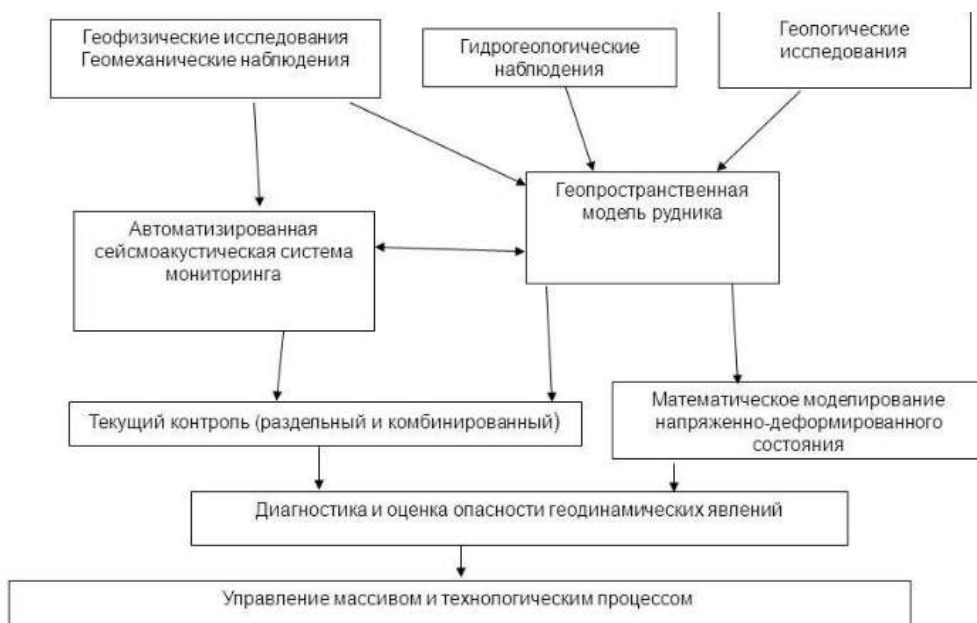 Геофизические исследования
Геомеханические наблюдения
Гидрогеологические
наблюдения
Геологические
исследования
Геопространственная
модель рудника
Автоматизированная
сейсмоакустическая система
мониторинга
Текущий контроль (раздельный и комбинированный)
Математическое моделирование
напряженно-деформированного
состояния
Диагностика и оценка опасности геодинамических явлений
Управление массивом и технологическим процессом